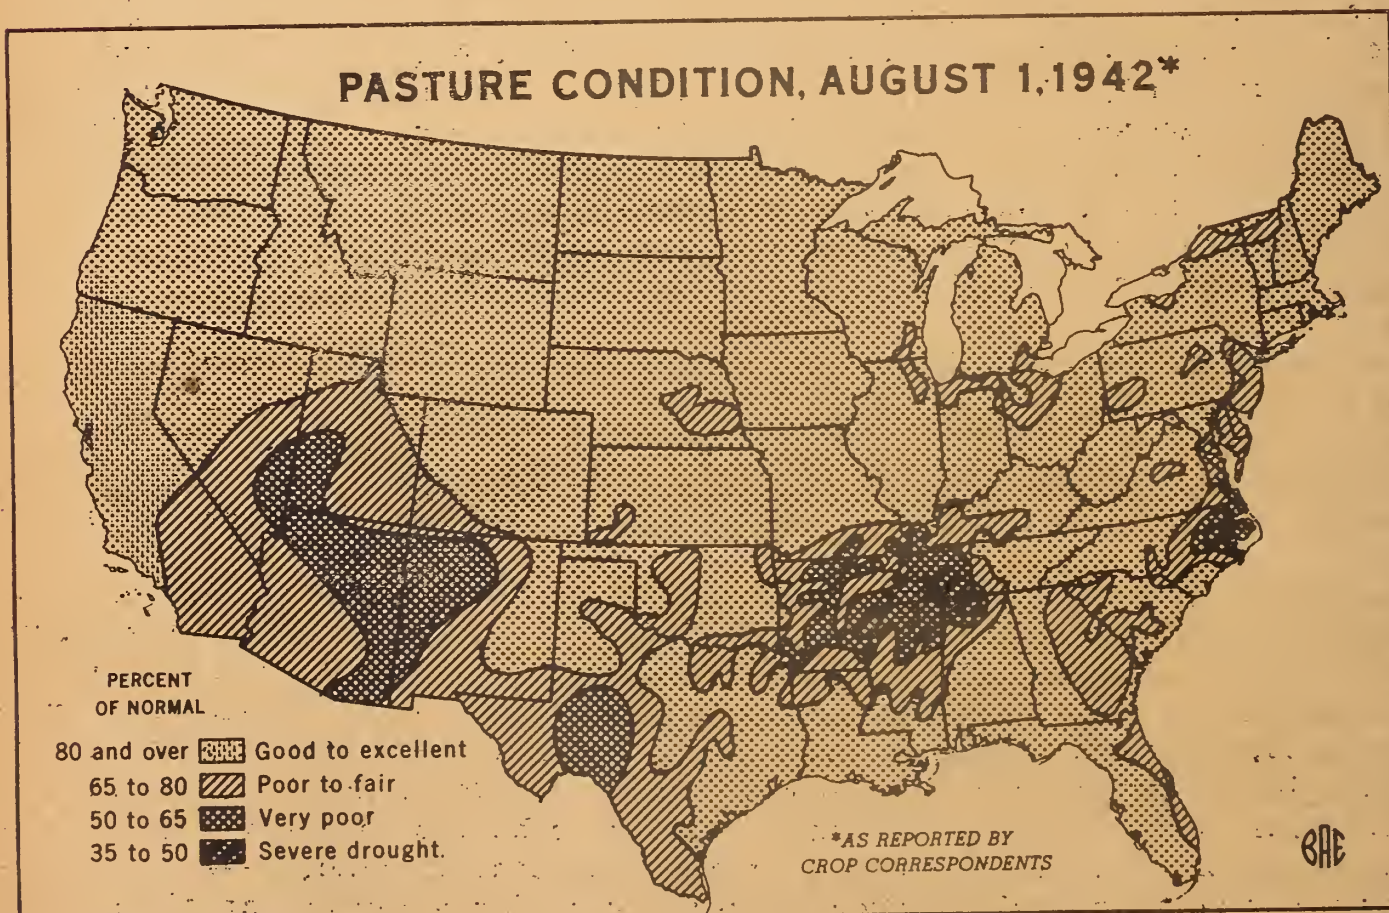 PASTURE CONDITION, AUGUST 1, 1942*
PERCENT
OF NORMAL
80 and over Good to excellent
65 to 80 Poor to fair
50 to 65 Very poor
35 to 50 Severe drought.
*AS REPORTED BY
CROP CORRESPONDENTS
BAE